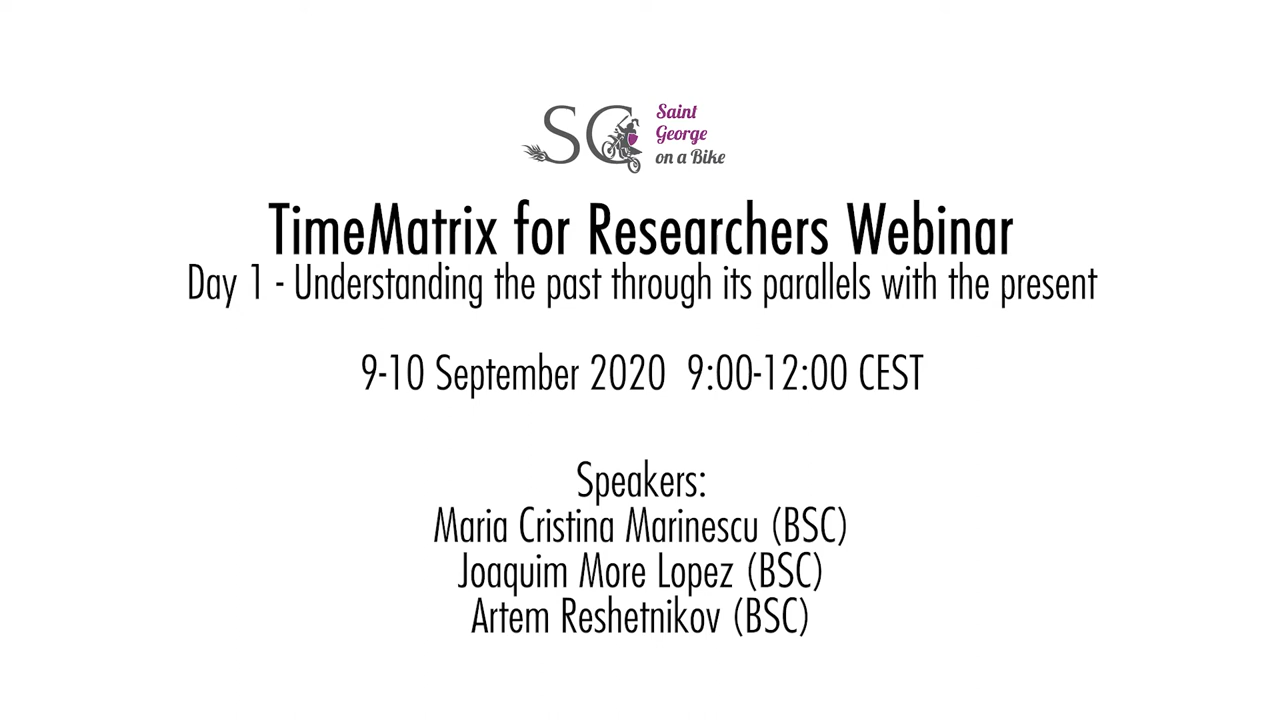 SG
Saint
George
on a Bike
TimeMatrix for Researchers Webinar
Day 1 - Understanding the past through its parallels with the present
9-10 September 2020 9:00-12:00 CEST
Speakers:
Maria Cristina Marinescu (BSC)
Joaquim More Lopez (BSC)
Artem Reshetnikov (BSC)